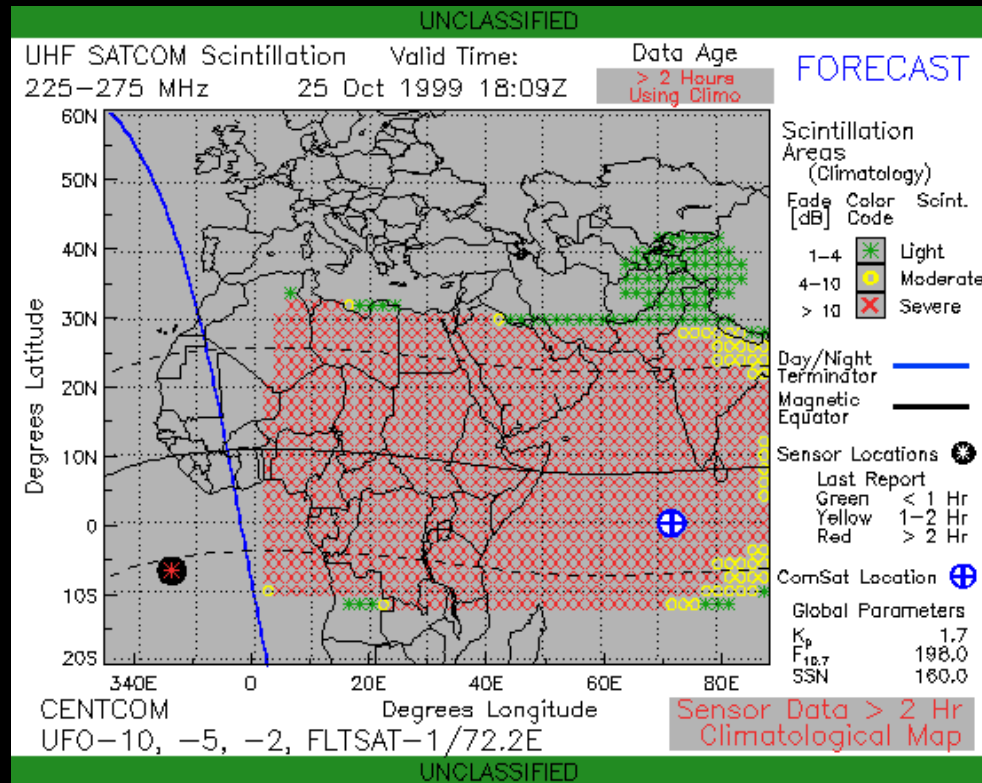 UNCLASSIFIED
UHF SATCOM Scintillation
Valid Time:
Data Age
FORECAST
225-275 MHz
25 Oct 1999 18:09Z
> 2 Hours
Using Climo
60N
50N
40N
30N
20N
10N
0
10S
20S
Degrees Latitude
340E
0
20E
40E
60E
80E
Degrees Longitude
Scintillation
Areas
(Climatology)
Fade Color Scint.
[dB] Code
1-4 Light
4-10 Moderate
> 10 Severe
Day/Night
Terminator
Magnetic
Equator
Sensor Locations
Last Report
Green < 1 Hr
Yellow 1-2 Hr
Red > 2 Hr
ComSat Location
Global Parameters
Kp 1.7
F10.7 198.0
SSN 160.0
CENTCOM
UFO-10, -5, -2, FLTSAT-1/72.2E
Sensor Data > 2 Hr
Climatological Map
UNCLASSIFIED